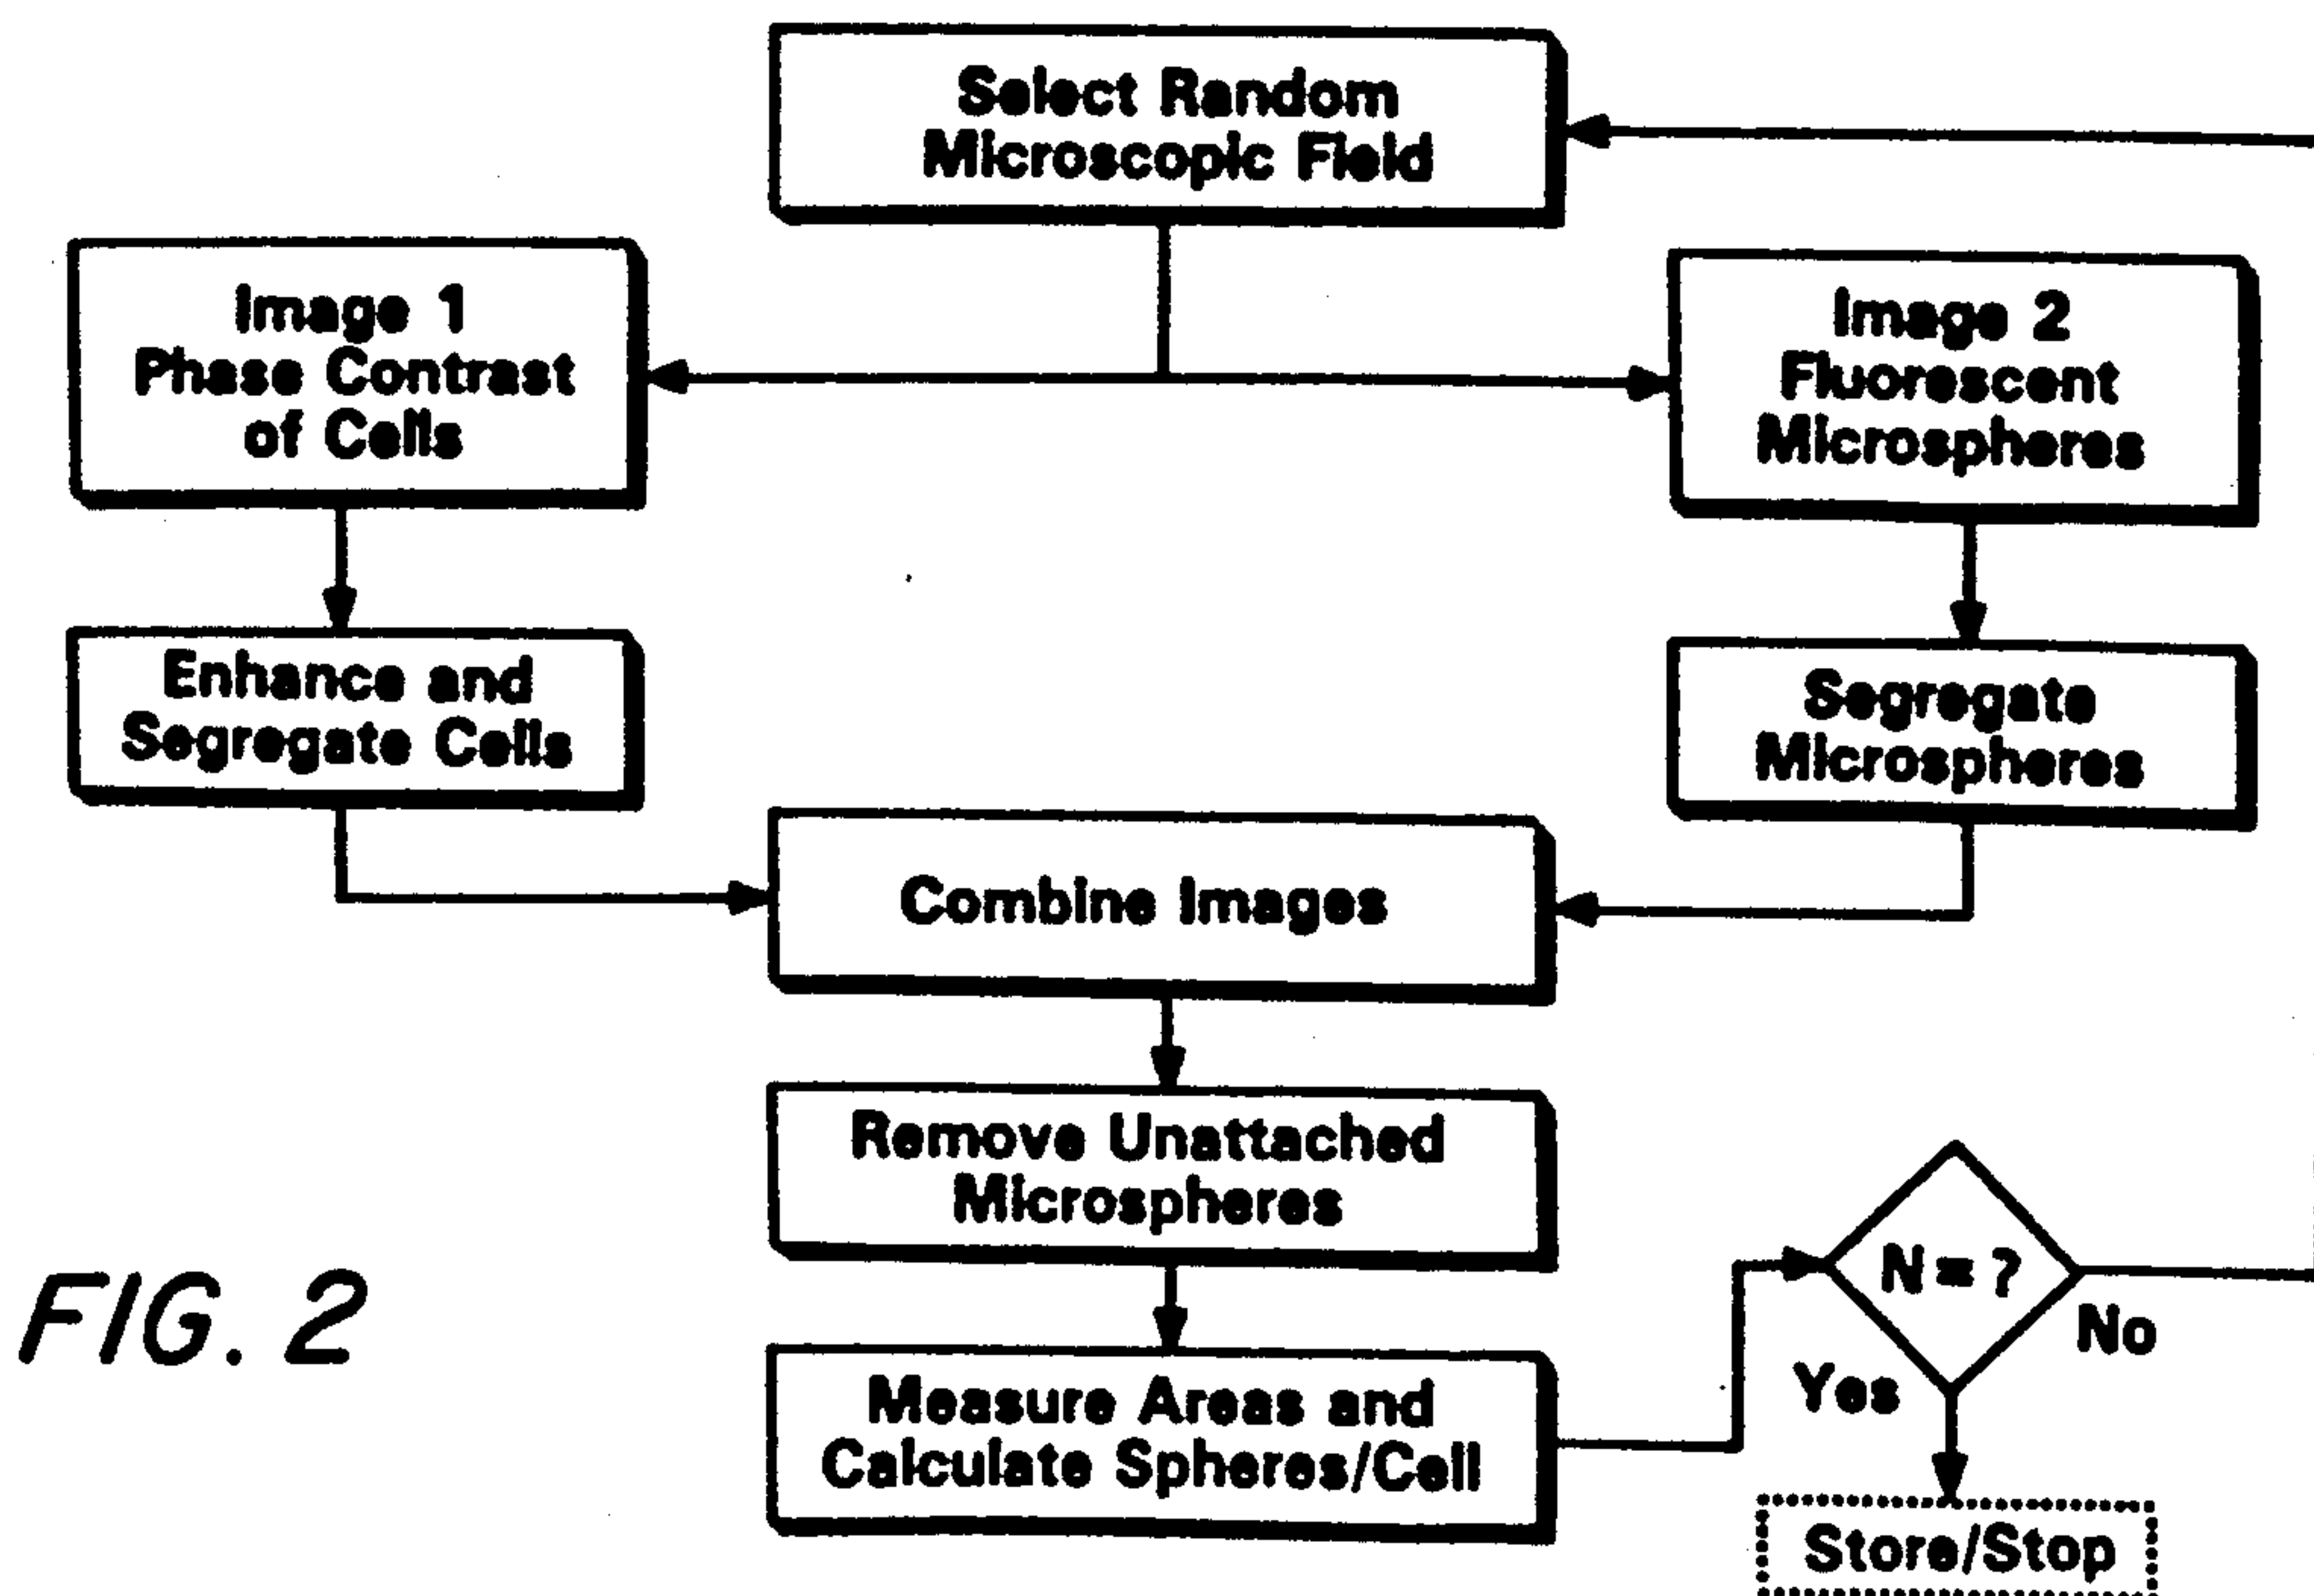 Select Random
Microscopic Field
Image 1
Phase Contrast
of Cells
Image 2
Fluorescent
Microspheres
Enhance and
Segregate Cells
Segregate
Microspheres
Combine Images
Remove Unattached
Microspheres
N = ?
No
Yes
Measure Areas and
Calculate Spheres/Cell
Store/Stop
FIG. 2